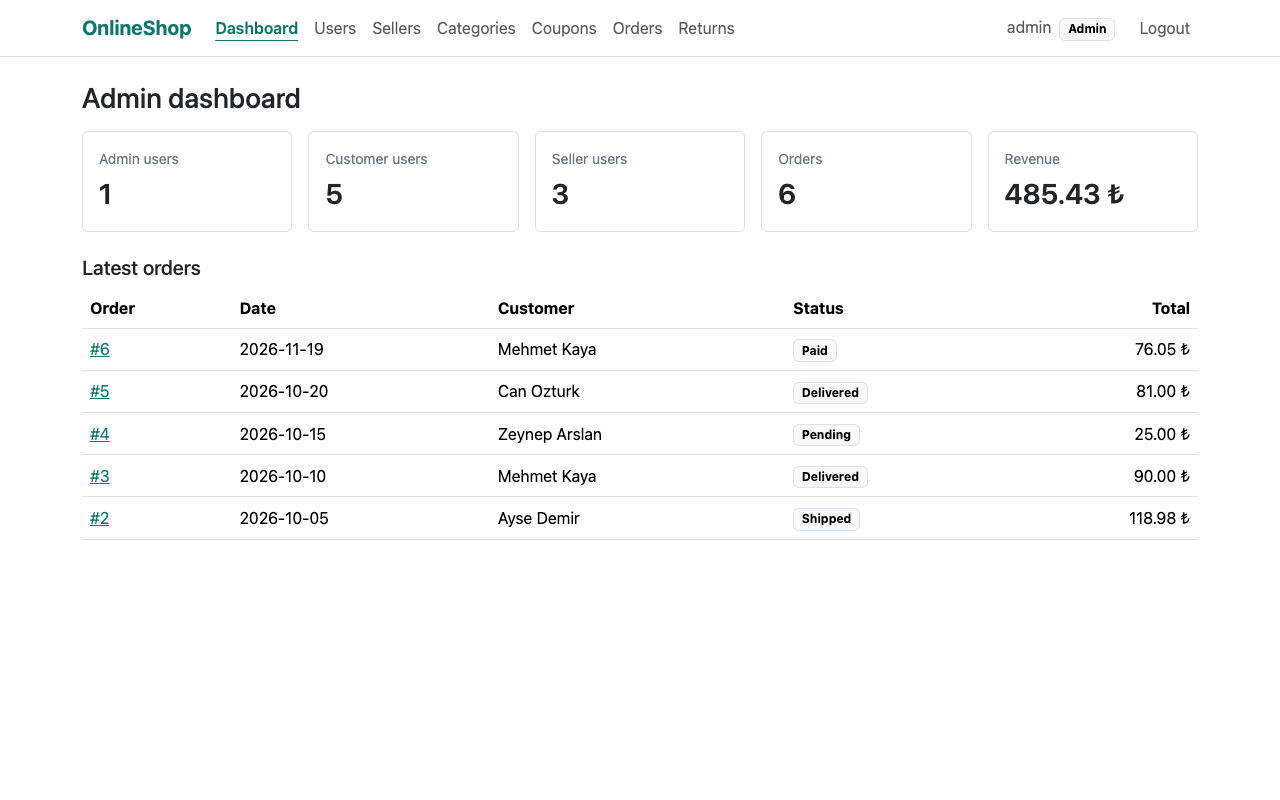 OnlineShop Dashboard Users Sellers Categories Coupons Orders Returns admin Admin Logout
Admin dashboard
Admin users Customer users Seller users Orders Revenue
1 5 3 6 485.43 ₺
Latest orders
Order Date Customer Status Total
#6 2026-11-19 Mehmet Kaya Paid 76.05 ₺
#5 2026-10-20 Can Ozturk Delivered 81.00 ₺
#4 2026-10-15 Zeynep Arslan Pending 25.00 ₺
#3 2026-10-10 Mehmet Kaya Delivered 90.00 ₺
#2 2026-10-05 Ayse Demir Shipped 118.98 ₺